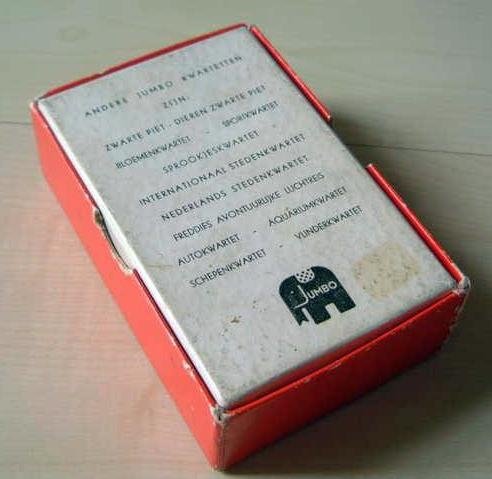 ANDERE JUMBO KWARTETTEN
ZIJN:
ZWARTE PIET - DIEREN ZWARTE PIET
BLOEMENKWARTET - SPORTKWARTET
SPROOKJESKWARTET
INTERNATIONAAL STEDENKWARTET
NEDERLANDS STEDENKWARTET
FREDDIES AVONTUURLIJKE LUCHTREIS
AUTOKWARTET - AQUARIUMKWARTET
SCHEPENKWARTET - VLINDERKWARTET
JUMBO